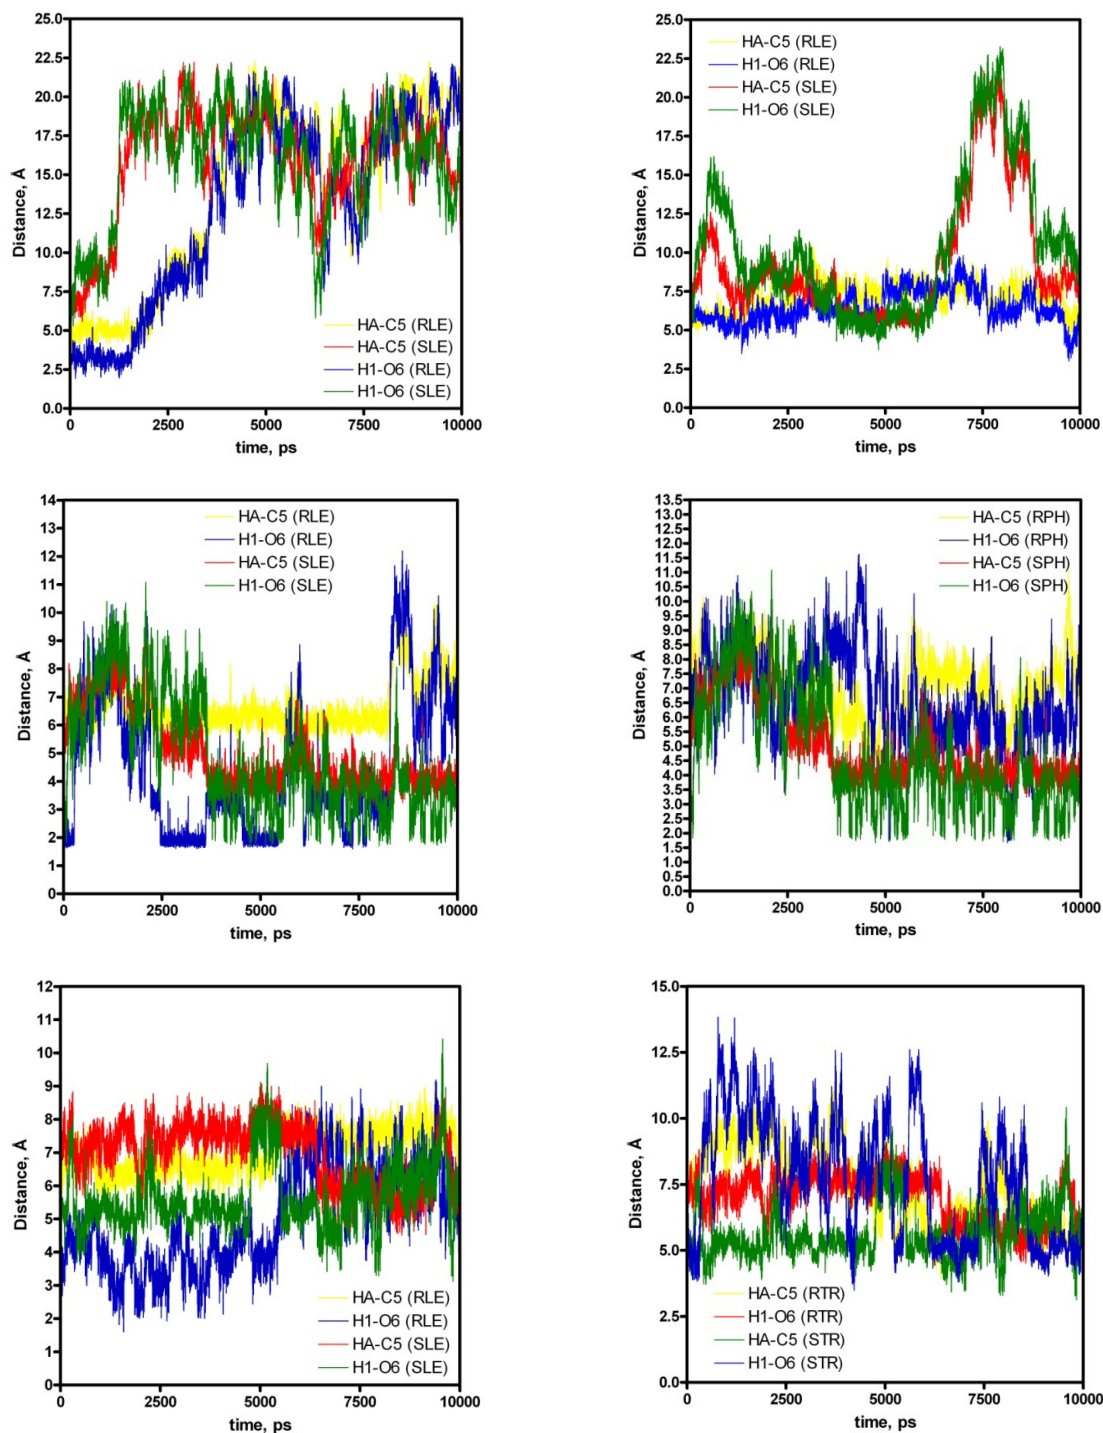 25.0
22.5
20.0
17.5
15.0
12.5
10.0
7.5
5.0
2.5
0.0
Distance, Å
HA-C5 (RLE)
HA-C5 (SLE)
H1-O6 (RLE)
H1-O6 (SLE)
0 2500 5000 7500 10000
time, ps
25.0
22.5
20.0
17.5
15.0
12.5
10.0
7.5
5.0
2.5
0.0
Distance, Å
HA-C5 (RLE)
H1-O6 (RLE)
HA-C5 (SLE)
H1-O6 (SLE)
0 2500 5000 7500 10000
time, ps
14
13
12
11
10
9
8
7
6
5
4
3
2
1
0
Distance, Å
HA-C5 (RLE)
H1-O6 (RLE)
HA-C5 (SLE)
H1-O6 (SLE)
0 2500 5000 7500 10000
time, ps
13.5
13.0
12.5
12.0
11.5
11.0
10.5
10.0
9.5
9.0
8.5
8.0
7.5
7.0
6.5
6.0
5.5
5.0
4.5
4.0
3.5
3.0
2.5
2.0
1.5
1.0
0.5
0.0
Distance, Å
HA-C5 (RPH)
H1-O6 (RPH)
HA-C5 (SPH)
H1-O6 (SPH)
0 2500 5000 7500 10000
time, ps
12
11
10
9
8
7
6
5
4
3
2
1
0
Distance, Å
HA-C5 (RLE)
H1-O6 (RLE)
HA-C5 (SLE)
H1-O6 (SLE)
0 2500 5000 7500 10000
time, ps
15.0
12.5
10.0
7.5
5.0
2.5
0.0
Distance, Å
HA-C5 (RTR)
H1-O6 (RTR)
HA-C5 (STR)
H1-O6 (STR)
0 2500 5000 7500 10000
time, ps